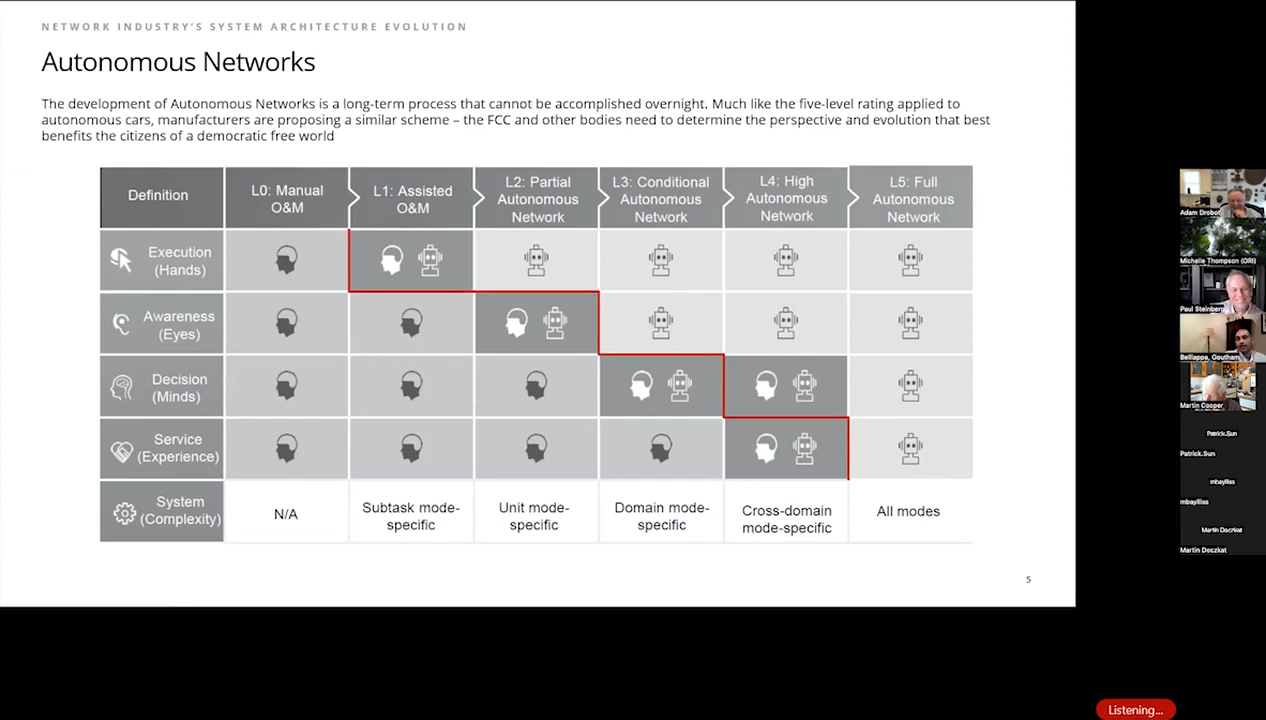 NETWORK INDUSTRY'S SYSTEM ARCHITECTURE EVOLUTION
Autonomous Networks
The development of Autonomous Networks is a long-term process that cannot be accomplished overnight. Much like the five-level rating applied to
autonomous cars, manufacturers are proposing a similar scheme – the FCC and other bodies need to determine the perspective and evolution that best
benefits the citizens of a democratic free world
Definition
L0: Manual
O&M
L1: Assisted
O&M
L2: Partial
Autonomous
Network
L3: Conditional
Autonomous
Network
L4: High
Autonomous
Network
L5: Full
Autonomous
Network
Execution
(Hands)
Awareness
(Eyes)
Decision
(Minds)
Service
(Experience)
System
(Complexity)
N/A
Subtask mode-
specific
Unit mode-
specific
Domain mode-
specific
Cross-domain
mode-specific
All modes
5
Adam Drobot
Michelle Thompson (ORI)
Paul Steinberg
Belliappa, Goutham
Martin Cooper
Patrick.Sun
Patrick.Sun
mbaylliss
mbaylliss
Martin Doczkat
Martin Doczkat
Listening...